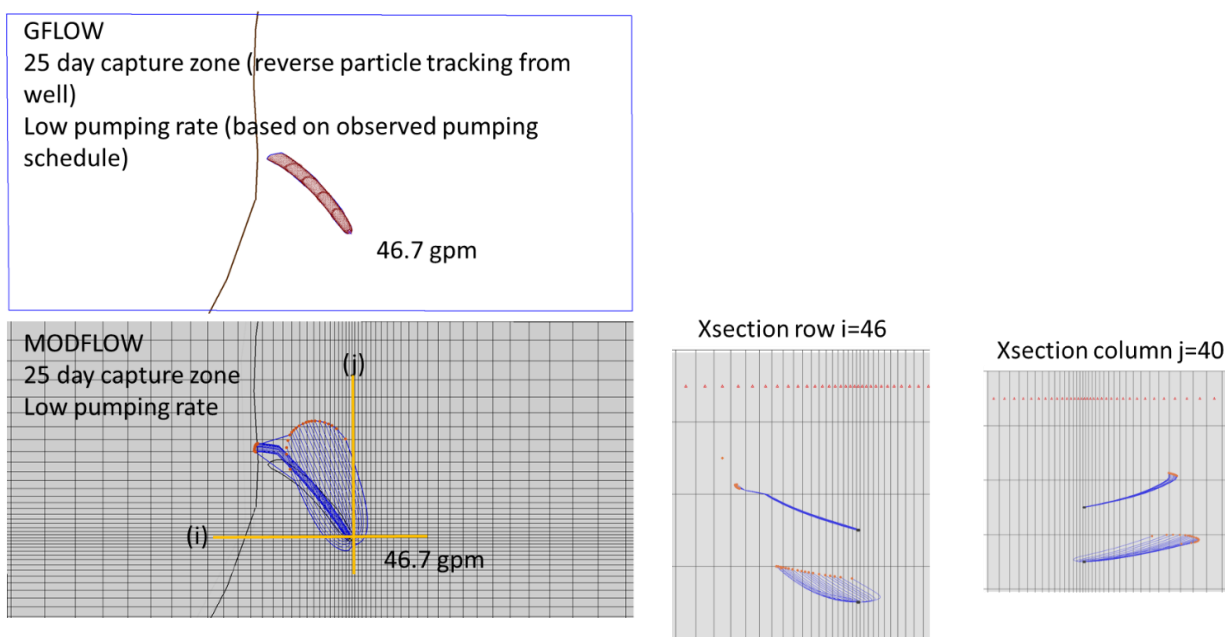 GFLOW
25 day capture zone (reverse particle tracking from
well)
Low pumping rate (based on observed pumping
schedule)
46.7 gpm
MODFLOW
25 day capture zone
Low pumping rate
(j)
(i)
46.7 gpm
Xsection row i=46
Xsection column j=40